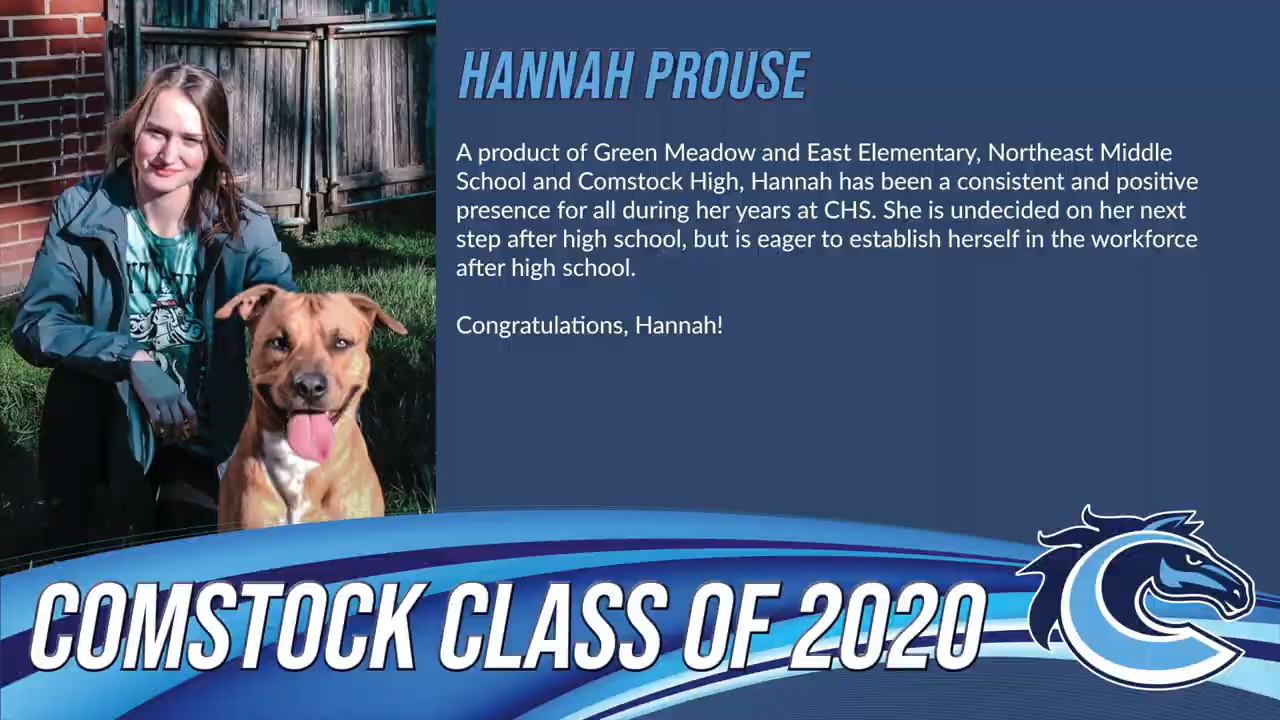 HANNAH PROUSE
A product of Green Meadow and East Elementary, Northeast Middle
School and Comstock High, Hannah has been a consistent and positive
presence for all during her years at CHS. She is undecided on her next
step after high school, but is eager to establish herself in the workforce
after high school.
Congratulations, Hannah!
COMSTOCK CLASS OF 2020
C